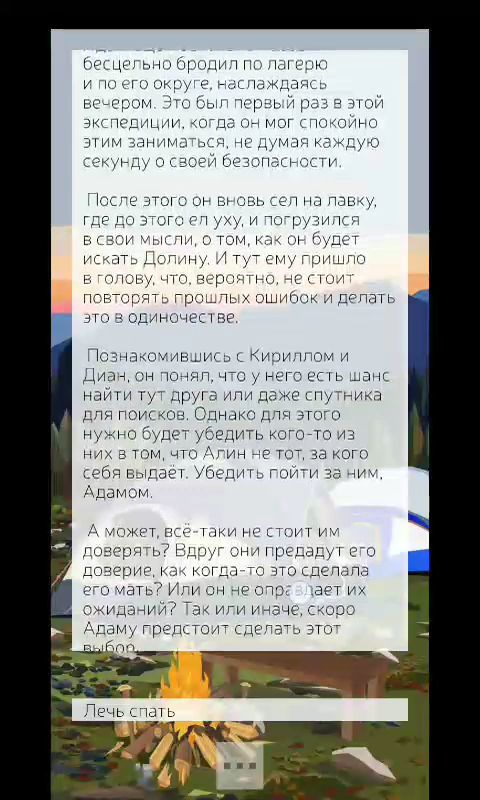 бесцельно бродил по лагерю
и по его округе, наслаждаясь
вечером. Это был первый раз в этой
экспедиции, когда он мог спокойно
этим заниматься, не думая каждую
секунду о своей безопасности.
После этого он вновь сел на лавку,
где до этого ел уху, и погрузился
в свои мысли, о том, как он будет
искать Долину. И тут ему пришло
в голову, что, вероятно, не стоит
повторять прошлых ошибок и делать
это в одиночестве.
Познакомившись с Кириллом и
Диан, он понял, что у него есть шанс
найти тут друга или даже спутника
для поисков. Однако для этого
нужно будет убедить кого-то из
них в том, что Алин не тот, за кого
себя выдаёт. Убедить пойти за ним,
Адамом.
А может, всё-таки не стоит им
доверять? Вдруг они предадут его
доверие, как когда-то это сделала
его мать? Или он не оправдает их
ожиданий? Так или иначе, скоро
Адаму предстоит сделать этот
выбор.
Лечь спать